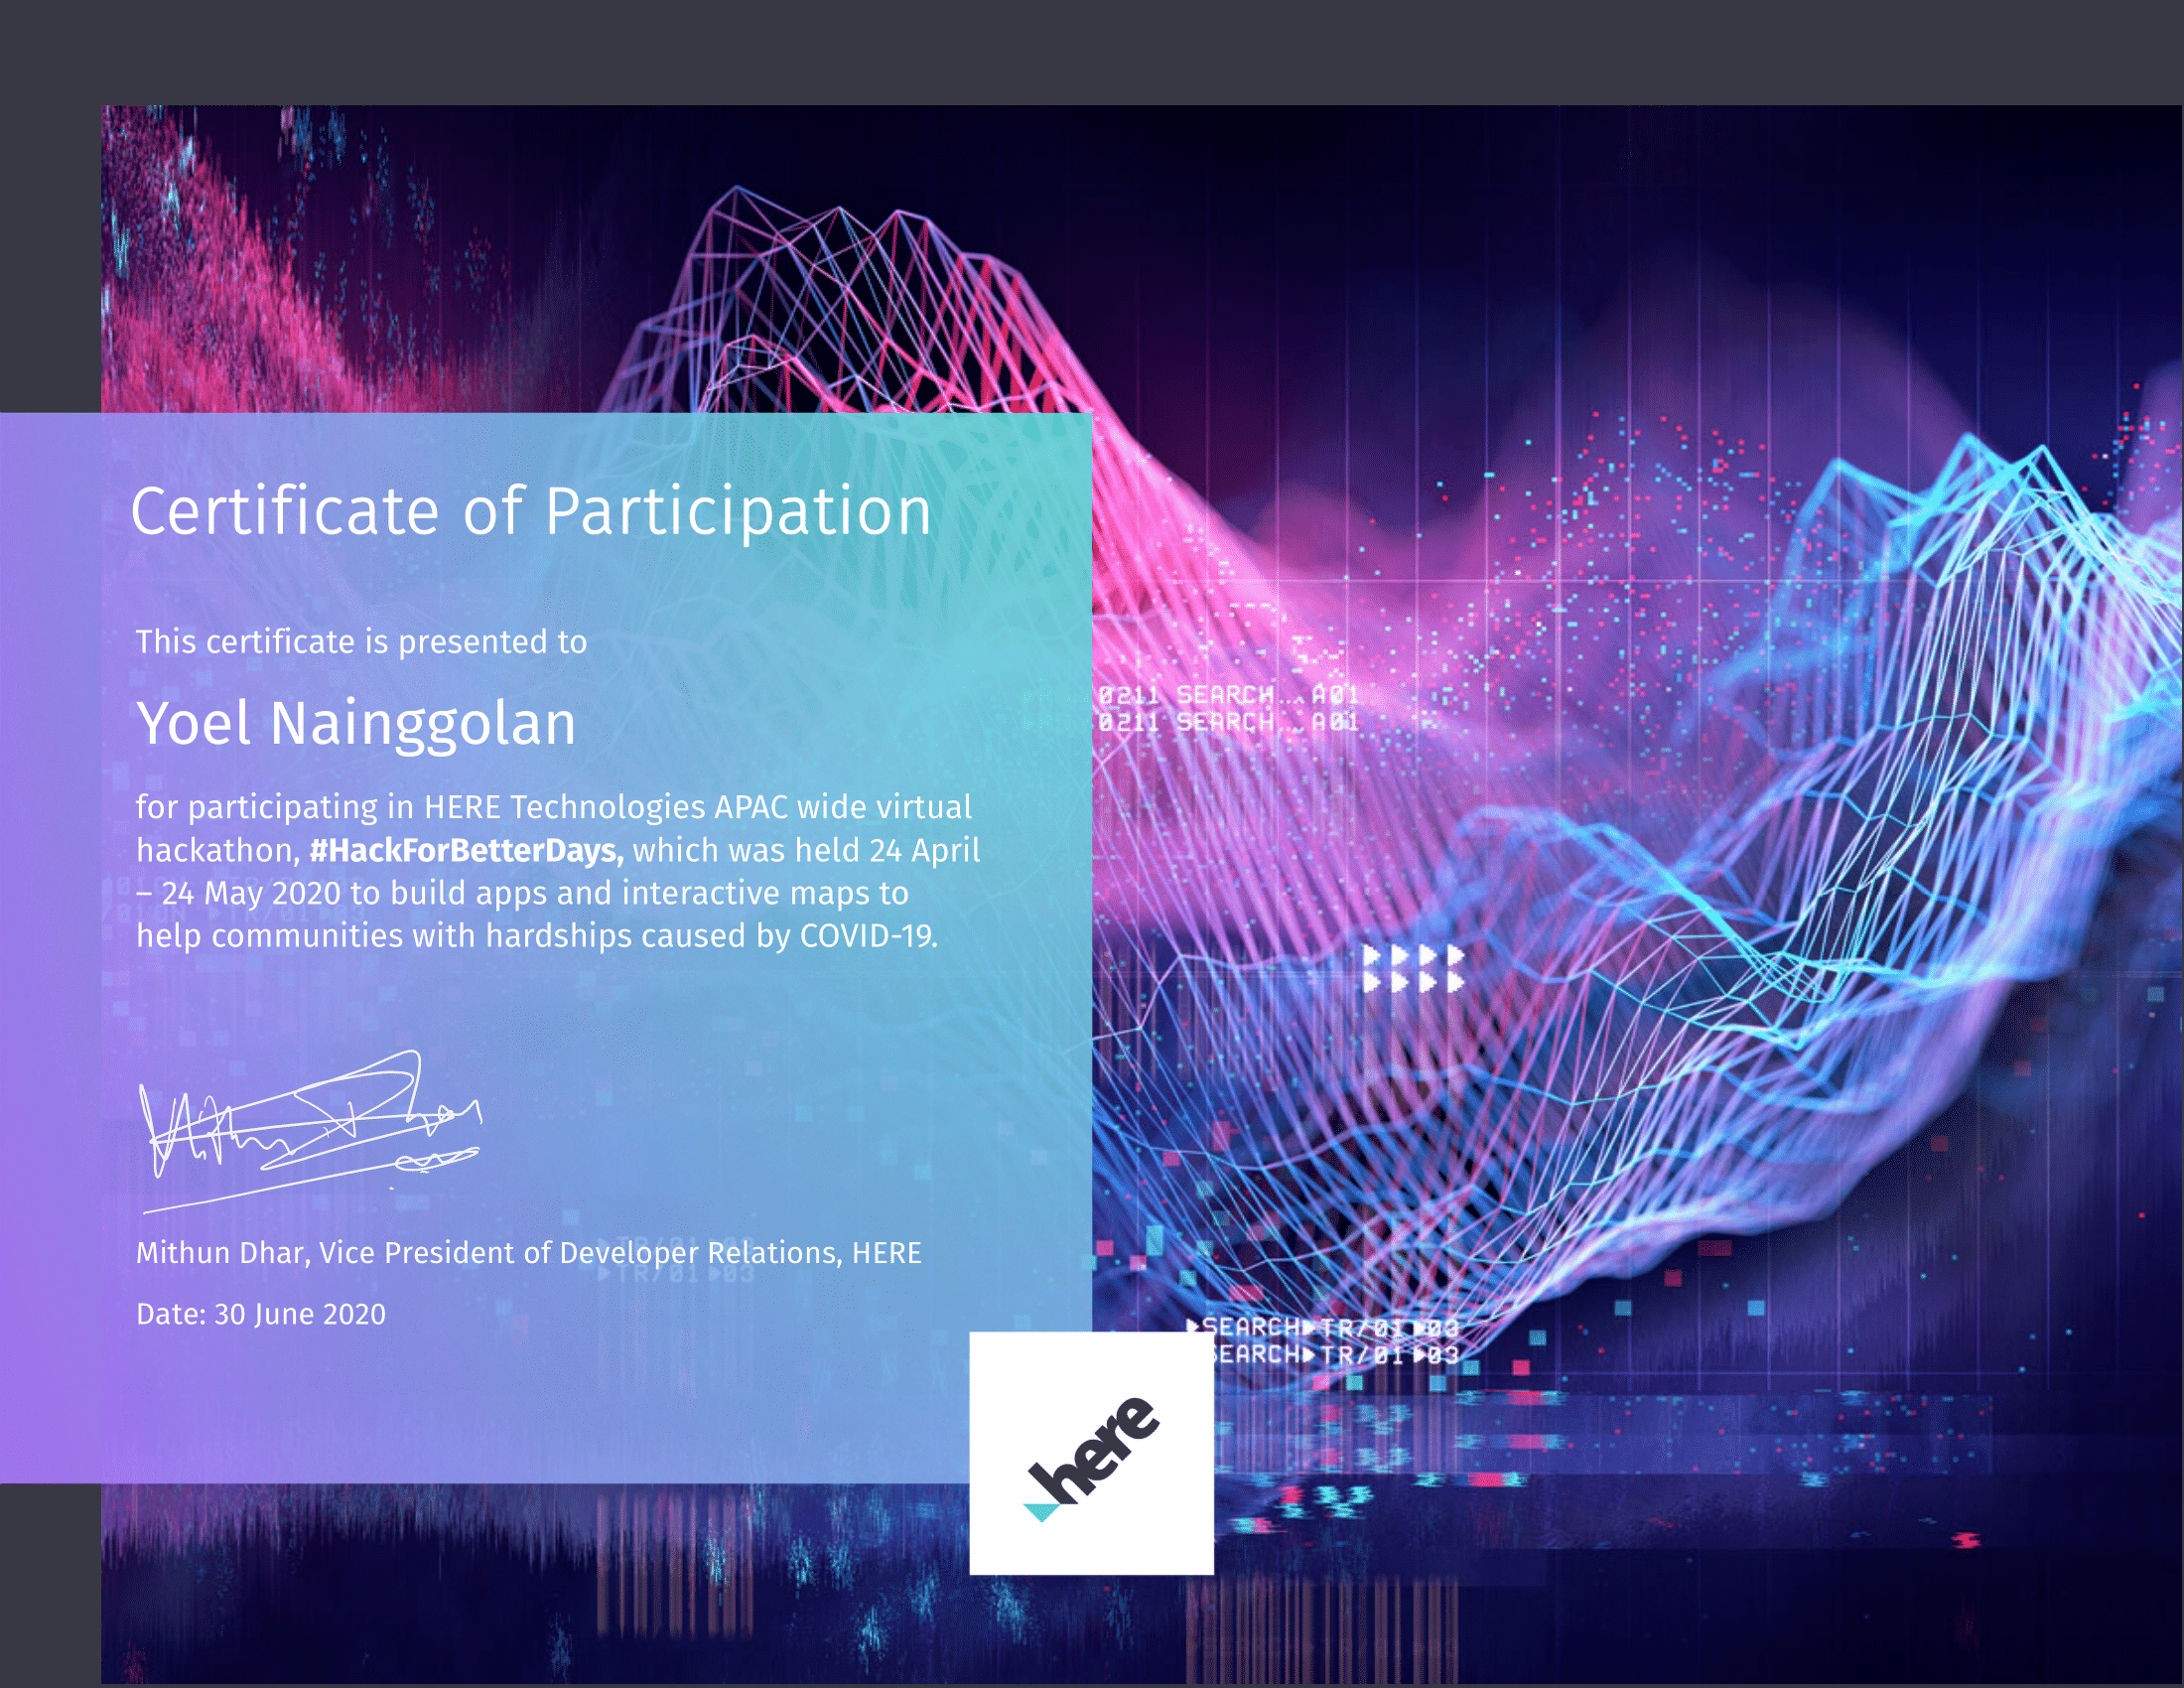 Certificate of Participation
This certificate is presented to
Yoel Nainggolan
for participating in HERE Technologies APAC wide virtual
hackathon, #HackForBetterDays, which was held 24 April
– 24 May 2020 to build apps and interactive maps to
help communities with hardships caused by COVID-19.
Mithun Dhar, Vice President of Developer Relations, HERE
Date: 30 June 2020
0211 SEARCH... A01
0211 SEARCH... A01
SEARCH▶TR/01 ▶03
SEARCH▶TR/01 ▶03
▶TR/01 ▶03
here